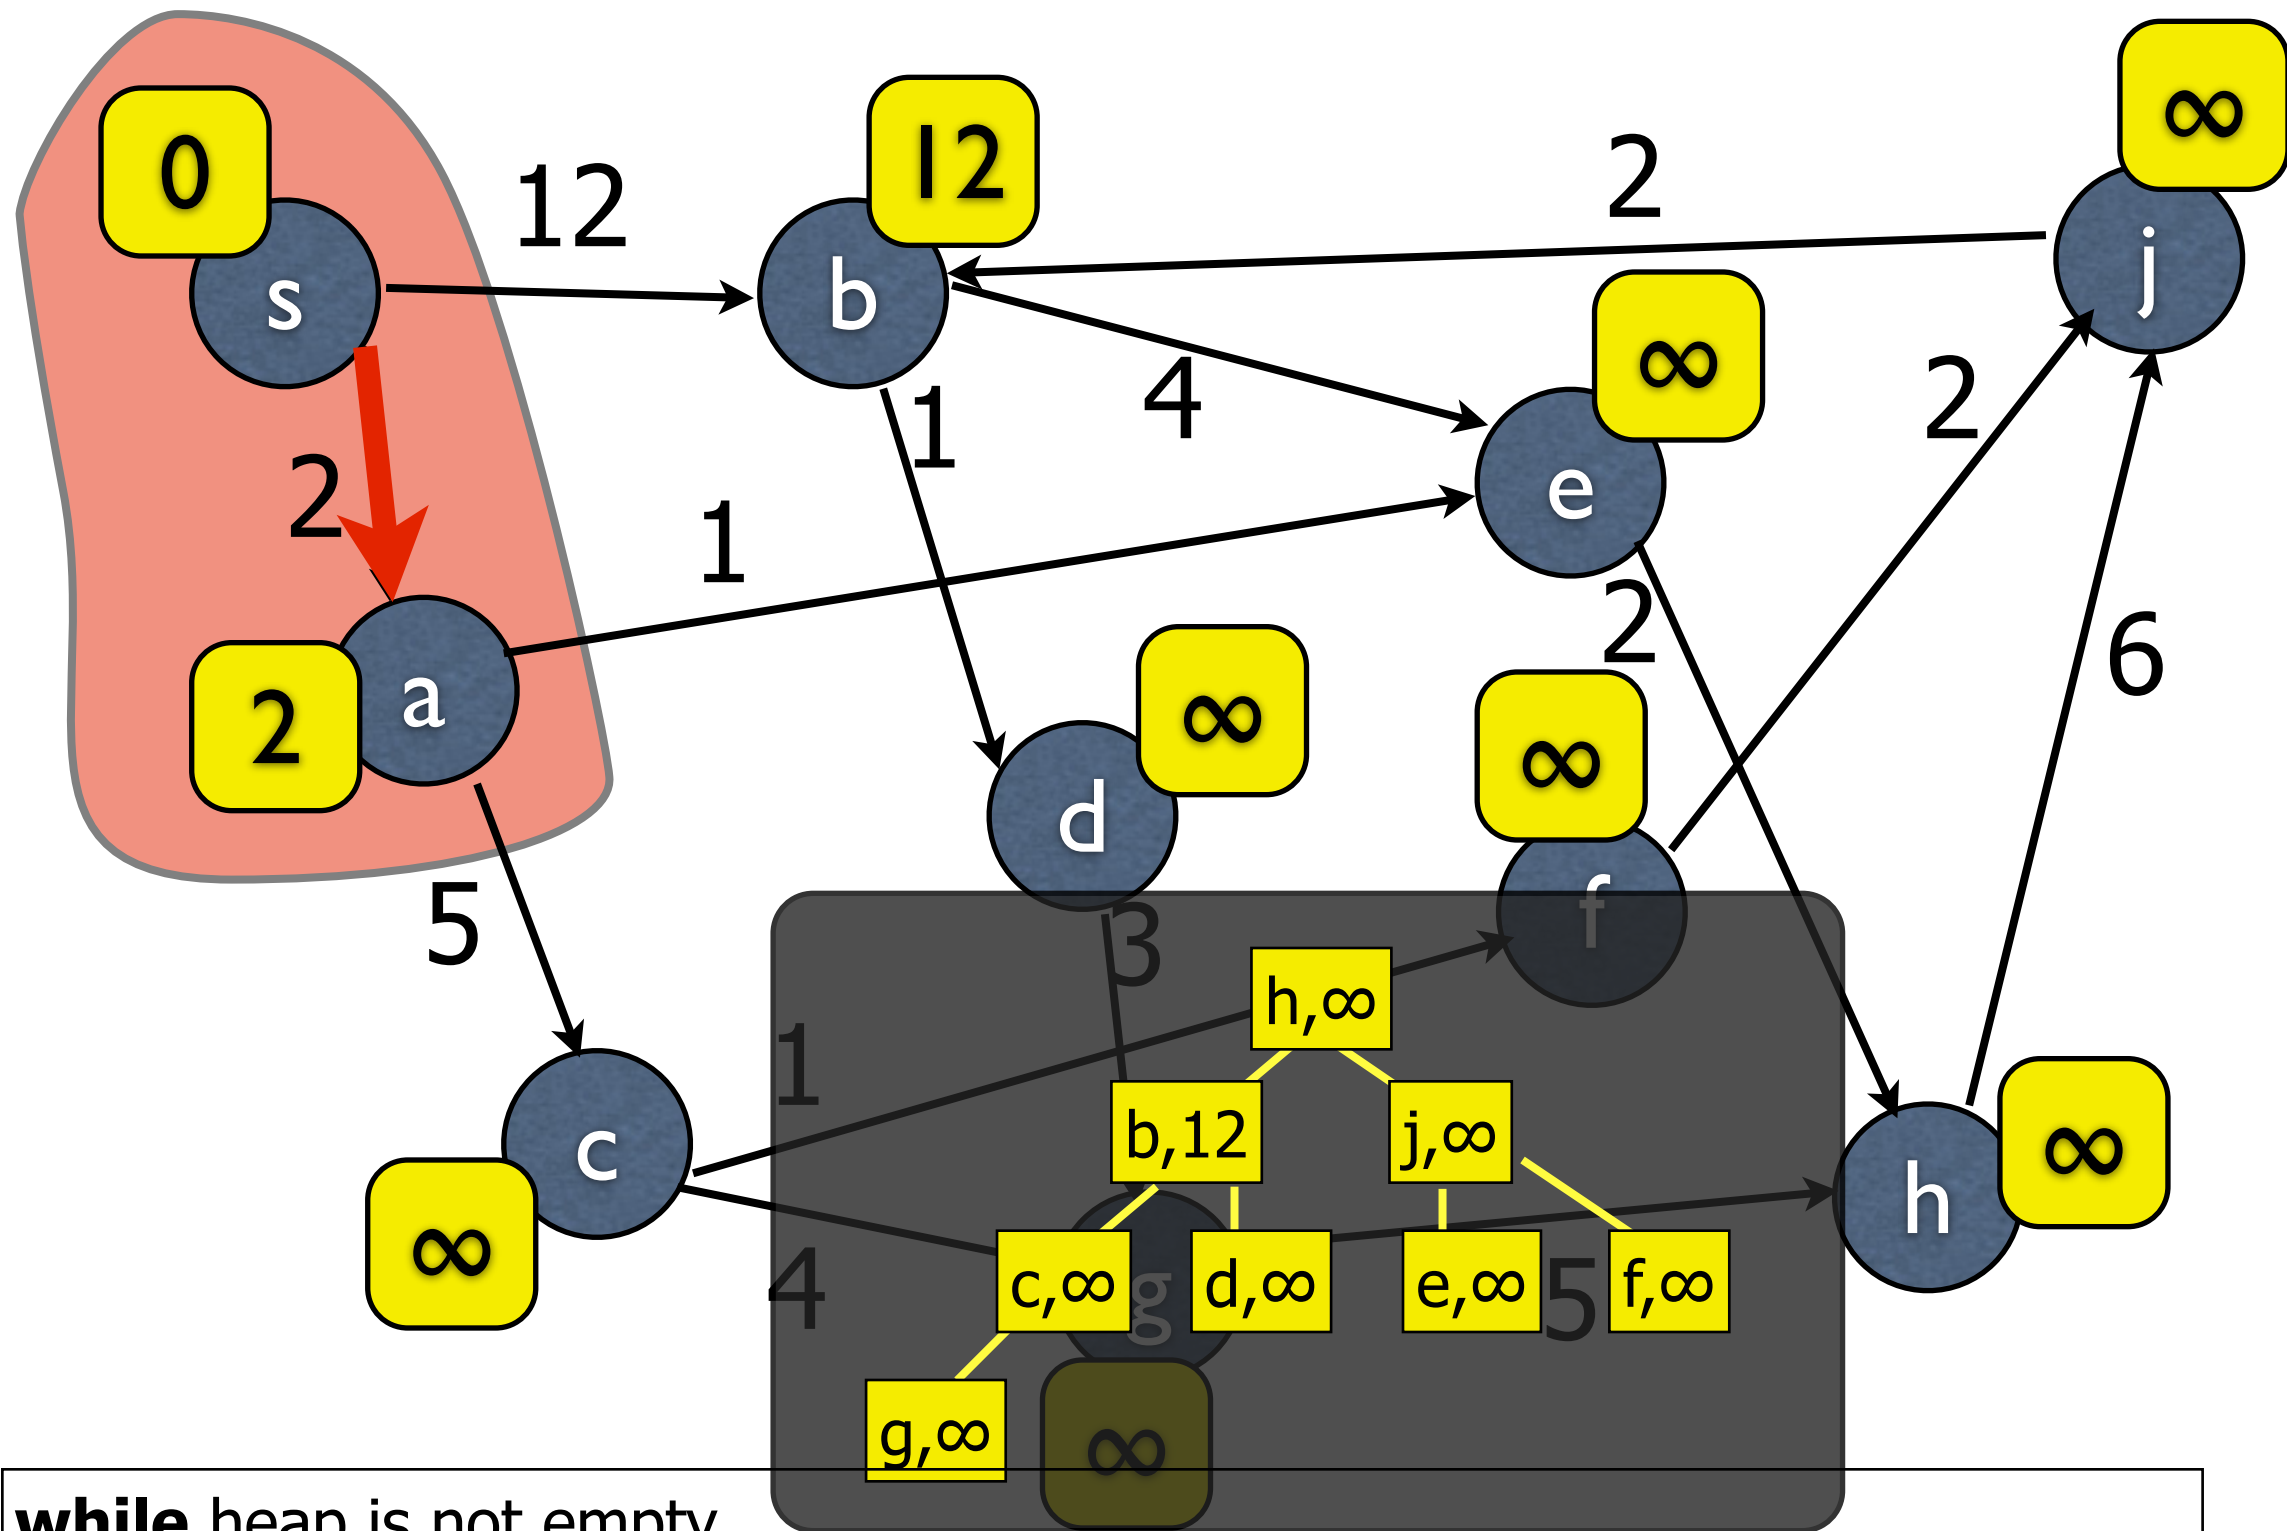 ∞
12
0
12
2
s
b
j
∞
4
1
2
e
2
1
2
6
∞
∞
a
2
d
f
5
3
h,∞
1
b,12
j,∞
∞
c
h
∞
4
c,∞
g
d,∞
e,∞
5
f,∞
g,∞
∞
while heap is not empty